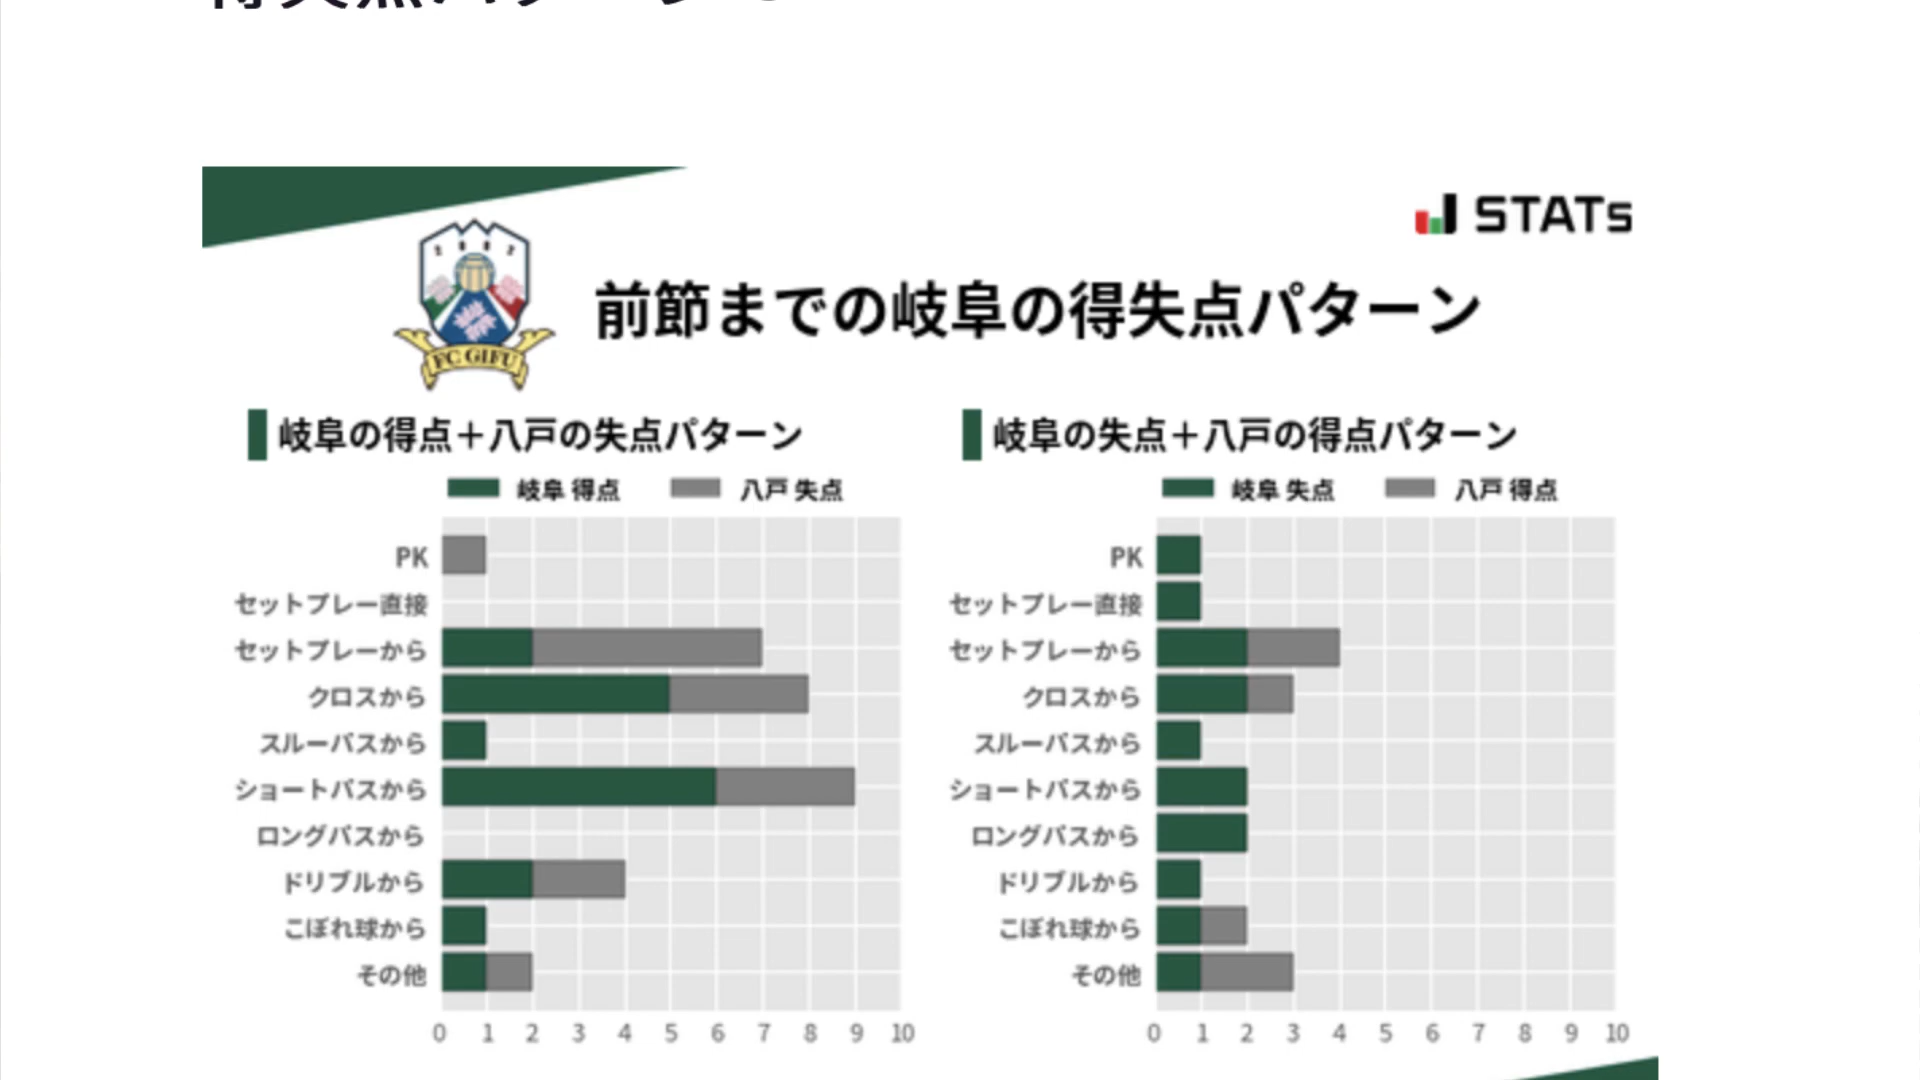 STATs
2002
FC GIFU
前節までの岐阜の得失点パターン
岐阜の得点＋八戸の失点パターン
岐阜 得点 八戸 失点
PK
セットプレー直接
セットプレーから
クロスから
スルーパスから
ショートパスから
ロングパスから
ドリブルから
こぼれ球から
その他
0 1 2 3 4 5 6 7 8 9 10
岐阜の失点＋八戸の得点パターン
岐阜 失点 八戸 得点
PK
セットプレー直接
セットプレーから
クロスから
スルーパスから
ショートパスから
ロングパスから
ドリブルから
こぼれ球から
その他
0 1 2 3 4 5 6 7 8 9 10